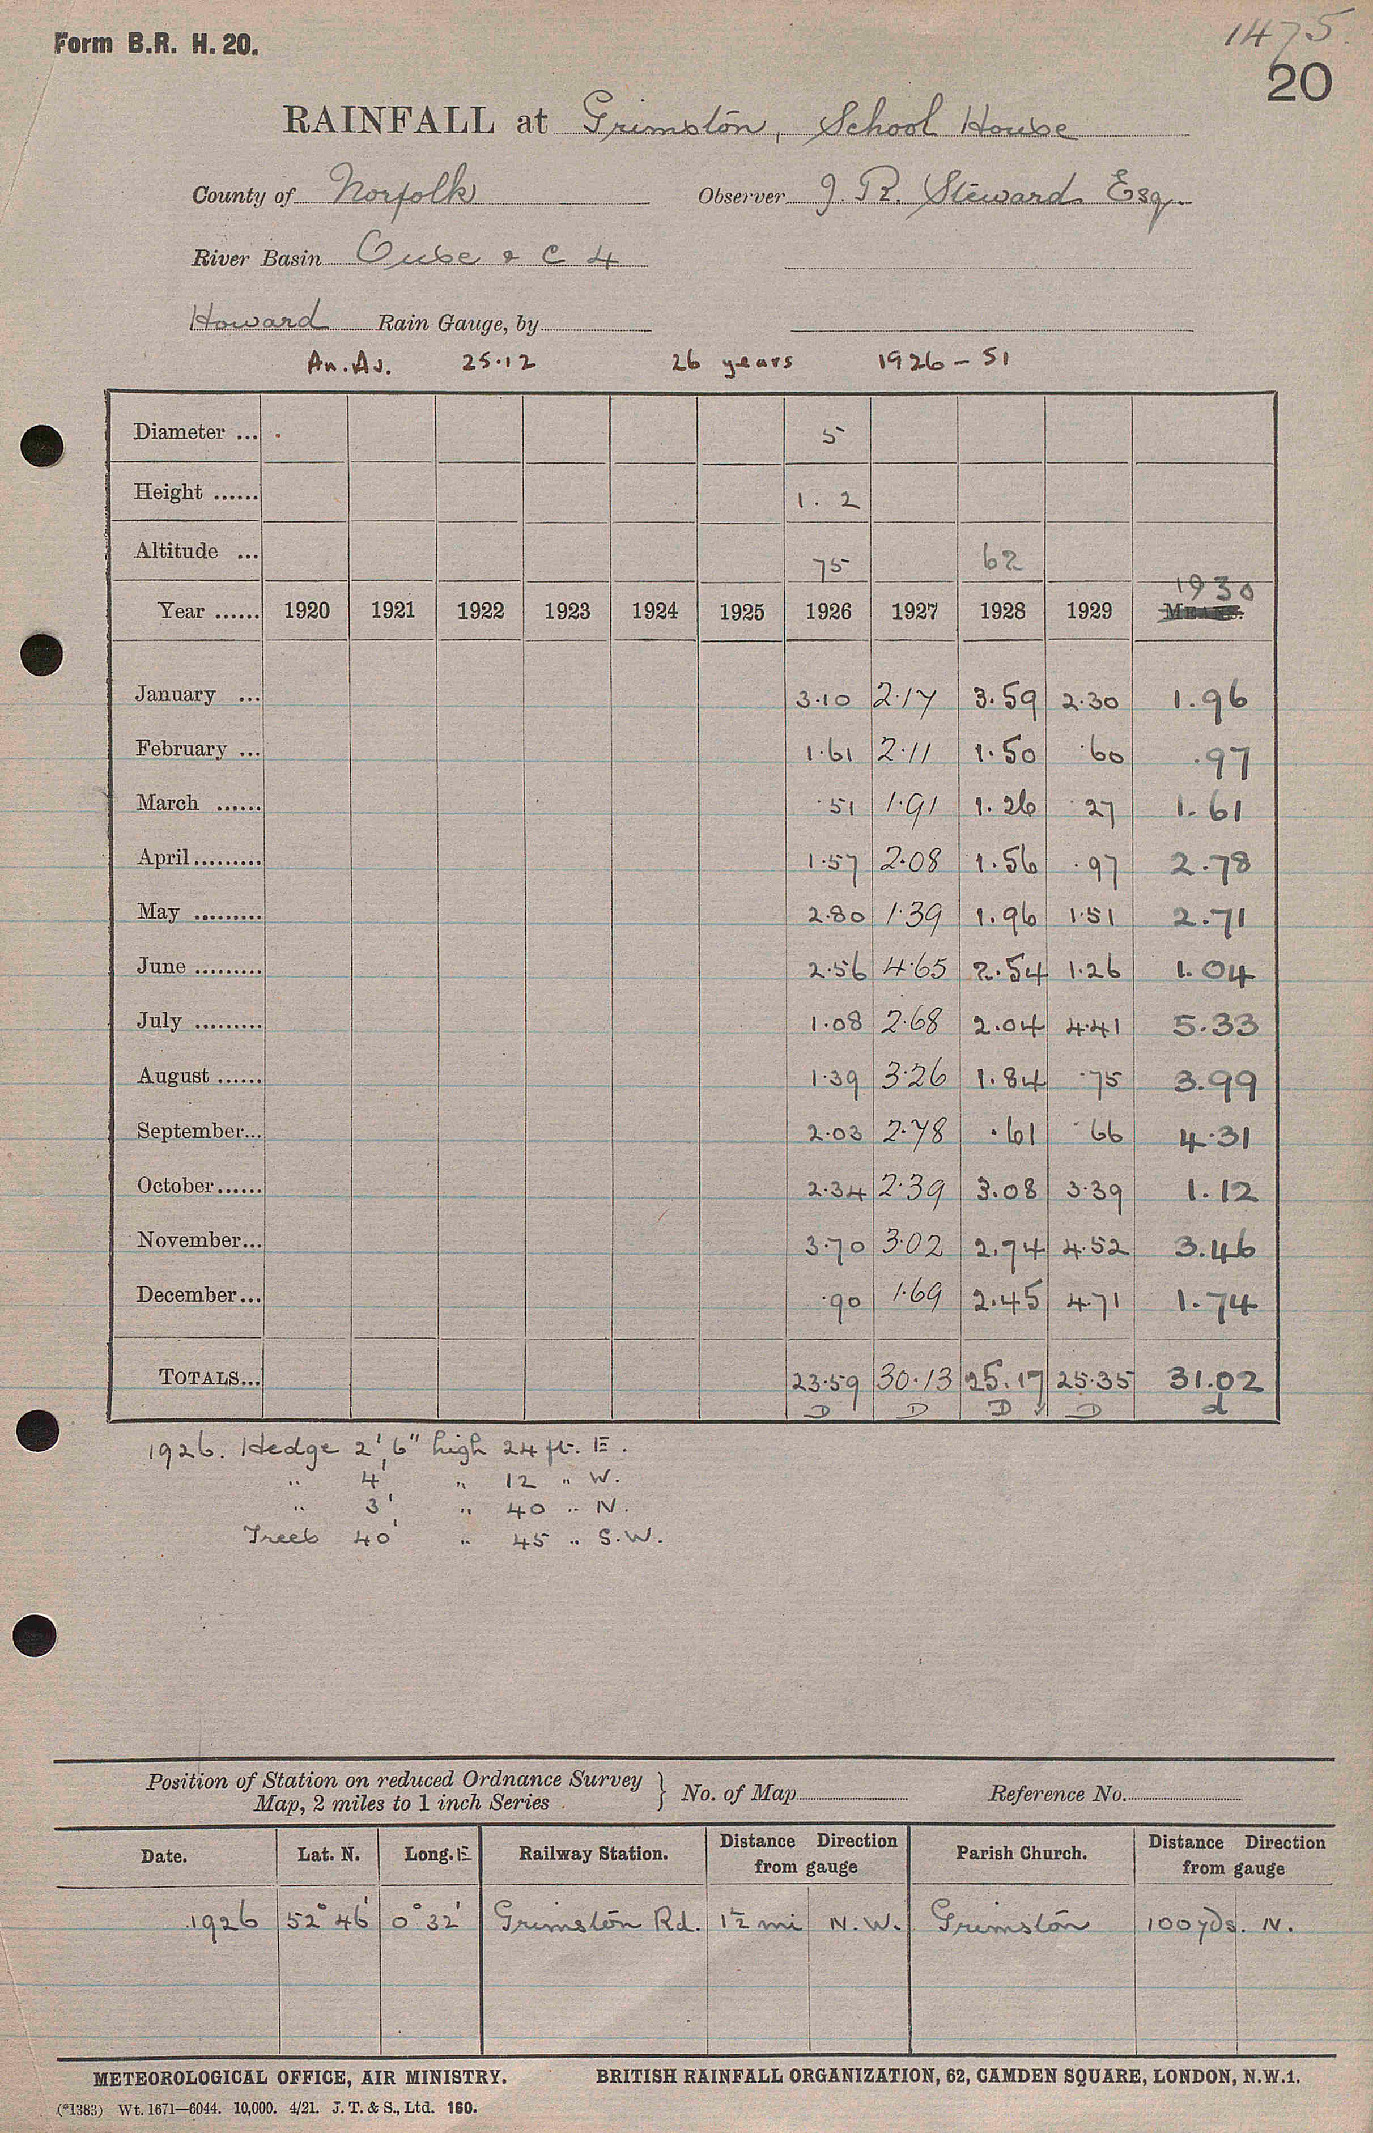 Form B.R. H. 20.
1475.
20
RAINFALL at Grimston, School House
County of Norfolk Observer J. R. Steward Esq.
River Basin Ouse & C 4
Howard Rain Gauge, by
An. Av. 25.12 26 years 1926 - 51
Diameter ... 5
Height ...... 1. 2
Altitude ... 75 62
Year ...... 1920 1921 1922 1923 1924 1925 1926 1927 1928 1929 MEANS. 1930
January ... 3.10 2.17 3.59 2.30 1.96
February ... 1.61 2.11 1.50 .60 .97
March ...... .51 1.91 1.26 .27 1.61
April......... 1.57 2.08 1.56 .97 2.78
May ......... 2.80 1.39 1.96 1.51 2.71
June ......... 2.56 4.65 2.54 1.26 1.04
July ......... 1.08 2.68 2.04 4.41 5.33
August ...... 1.39 3.26 1.84 .75 3.99
September... 2.03 2.78 .61 .66 4.31
October...... 2.34 2.39 3.08 3.39 1.12
November... 3.70 3.02 2.74 4.52 3.46
December... .90 1.69 2.45 4.71 1.74
TOTALS... 23.59 30.13 25.17 25.35 31.02
D D D ✓ D d
1926. Hedge 2' 6" high 24 ft. E.
" 4' " 12 " W.
" 3' " 40 " N.
Trees 40' " 45 " S.W.
Position of Station on reduced Ordnance Survey
Map, 2 miles to 1 inch Series } No. of Map Reference No.
Date. Lat. N. Long. E Railway Station. Distance Direction from gauge Parish Church. Distance Direction from gauge
1926 52° 46' 0° 32' Grimston Rd. 1½ mi N.W. Grimston 100 yds. N.
METEOROLOGICAL OFFICE, AIR MINISTRY. BRITISH RAINFALL ORGANIZATION, 62, CAMDEN SQUARE, LONDON, N.W.1.
(*1383) Wt. 1671—6044. 10,000. 4/21. J. T. & S., Ltd. 160.